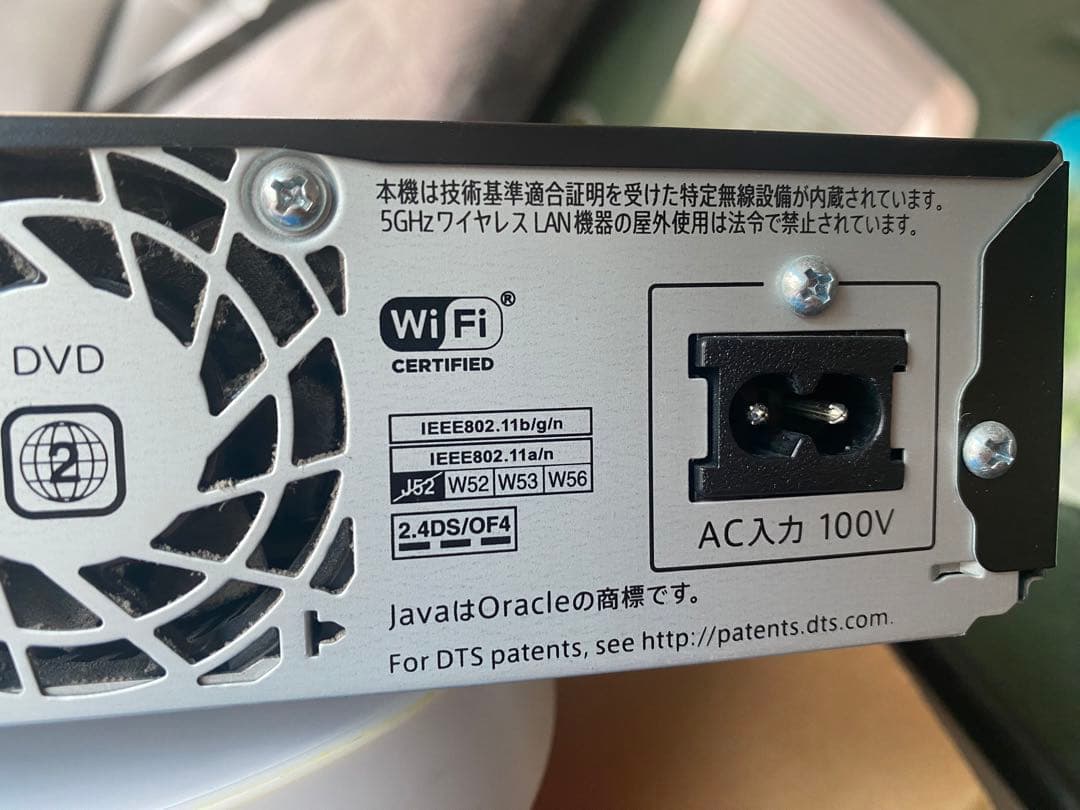 本機は技術基準適合証明を受けた特定無線設備が内蔵されています。
5GHzワイヤレスLAN機器の屋外使用は法令で禁止されています。
DVD
2
Wi Fi®
CERTIFIED
IEEE802.11b/g/n
IEEE802.11a/n
J52 W52 W53 W56
2.4DS/OF4
AC入力 100V
JavaはOracleの商標です。
For DTS patents, see http://patents.dts.com.